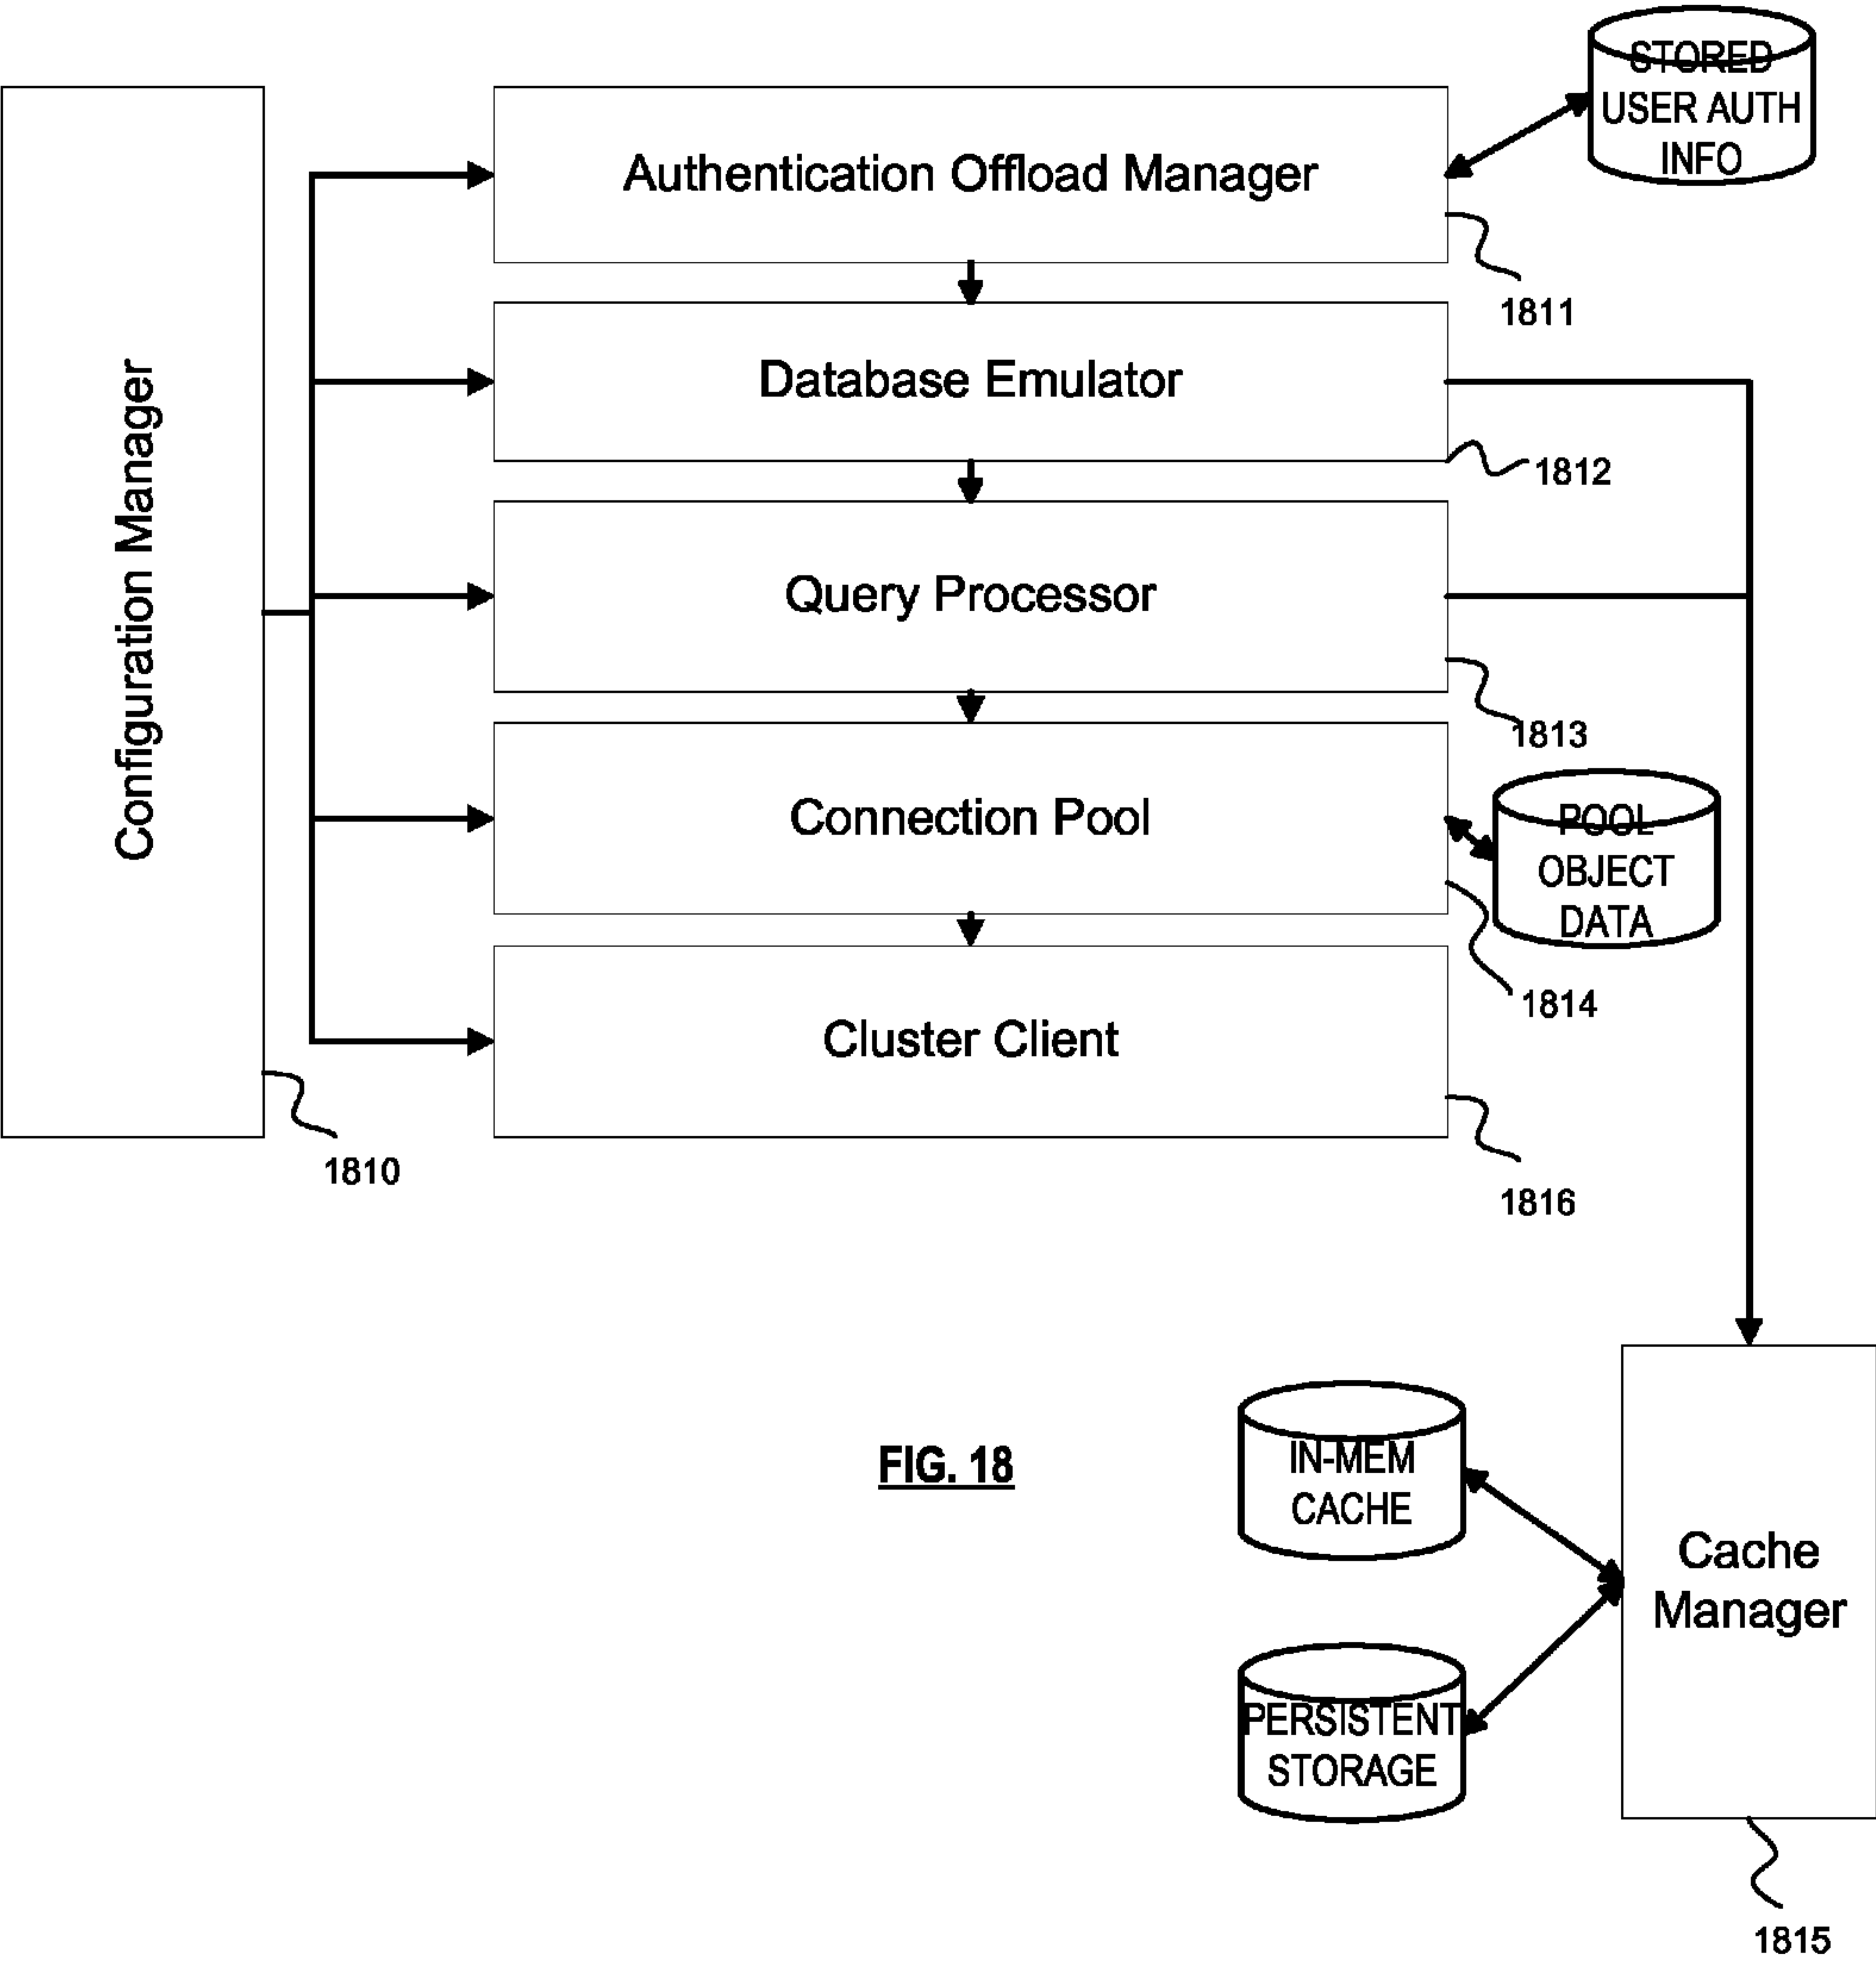 STORED
USER AUTH
INFO
Authentication Offload Manager
1811
Database Emulator
1812
Configuration Manager
Query Processor
1813
POOL
OBJECT
DATA
Connection Pool
1814
Cluster Client
1810
1816
FIG. 18
IN-MEM
CACHE
Cache
Manager
PERSISTENT
STORAGE
1815